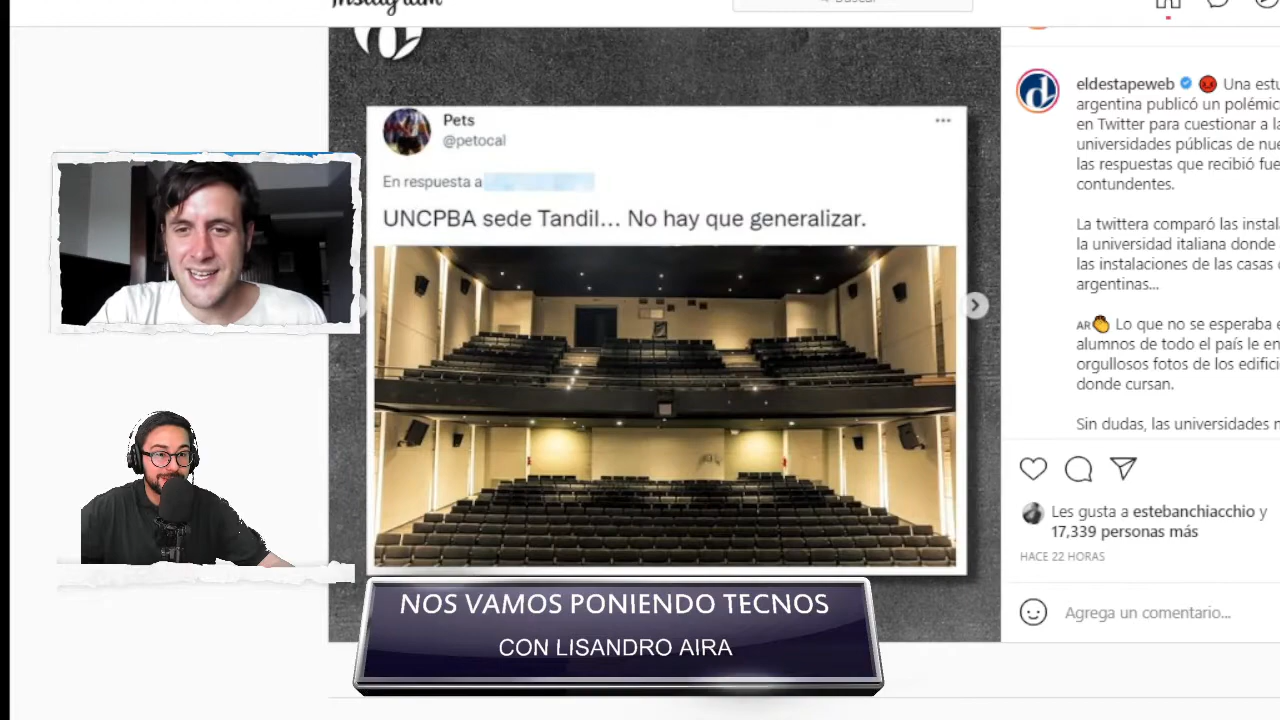 Instagram
Buscar
Pets
@petocal
En respuesta a
UNCPBA sede Tandil... No hay que generalizar.
eldestapeweb 😡 Una estu
argentina publicó un polémic
en Twitter para cuestionar a la
universidades públicas de nue
las respuestas que recibió fue
contundentes.
La twittera comparó las instal
la universidad italiana donde
las instalaciones de las casas
argentinas...
AR👏 Lo que no se esperaba e
alumnos de todo el país le en
orgullosos fotos de los edific
donde cursan.
Sin dudas, las universidades n
Les gusta a estebanchiacchio y
17,339 personas más
HACE 22 HORAS
Agrega un comentario...
NOS VAMOS PONIENDO TECNOS
CON LISANDRO AIRA